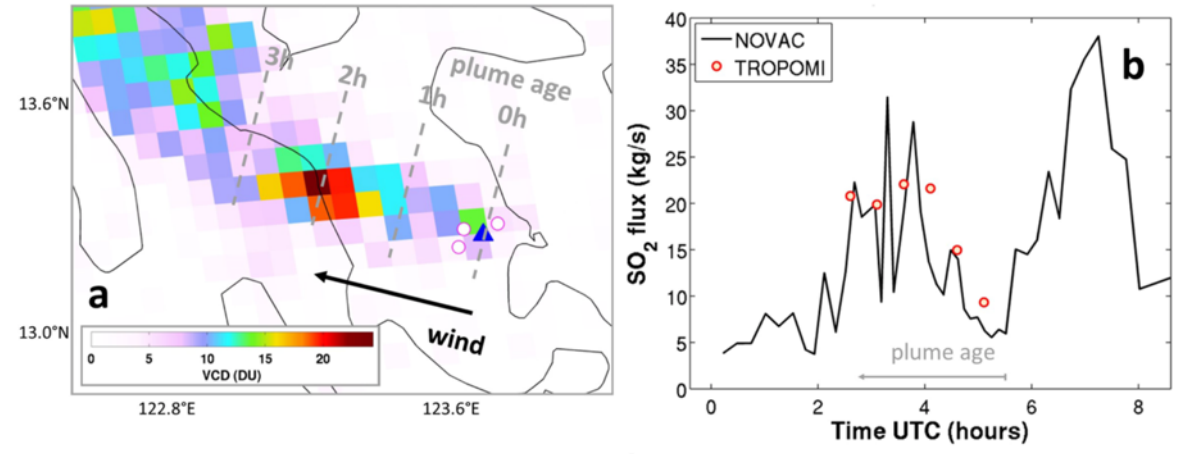 3h
2h
plume age
1h
0h
13.6°N
a
wind
13.0°N
0 5 10 15 20
VCD (DU)
122.8°E 123.6°E
40
35
30
25
20
15
10
5
0
SO2 flux (kg/s)
NOVAC
TROPOMI
b
plume age
0 2 4 6 8
Time UTC (hours)